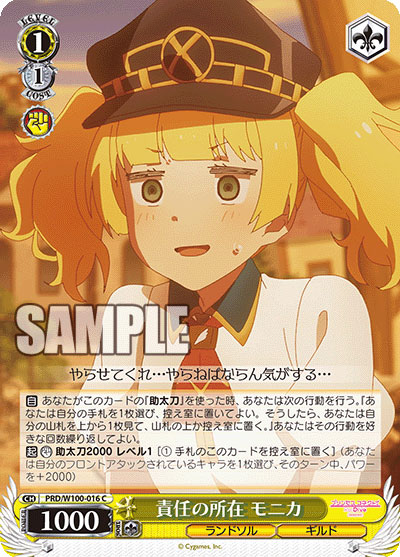 LEVEL
1
1
COST
SAMPLE
やらせてくれ…やらねばならん気がする…
自 あなたがこのカードの「助太刀」を使った時、あなたは次の行動を行う。『あ
なたは自分の手札を1枚選び、控え室に置いてよい。そうしたら、あなたは自
分の山札を上から1枚見て、山札の上か控え室に置く。』あなたはその行動を好
きな回数繰り返してよい。
起 助太刀2000 レベル1 [① 手札のこのカードを控え室に置く]
（あなたは自分のフロントアタックされているキャラを1枚選び、そのターン中、パワー
を+2000）
CH PRD/W100-016 C
1000
責任の所在 モニカ
ランドソル
ギルド
© Cygames, Inc.